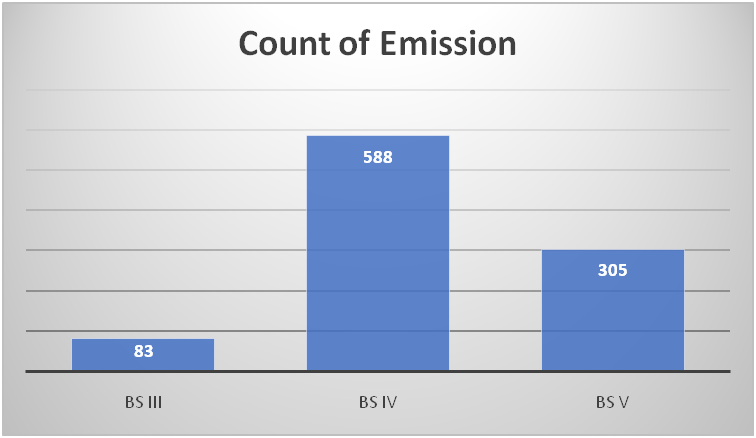 Count of Emission
588
305
83
BS III
BS IV
BS V